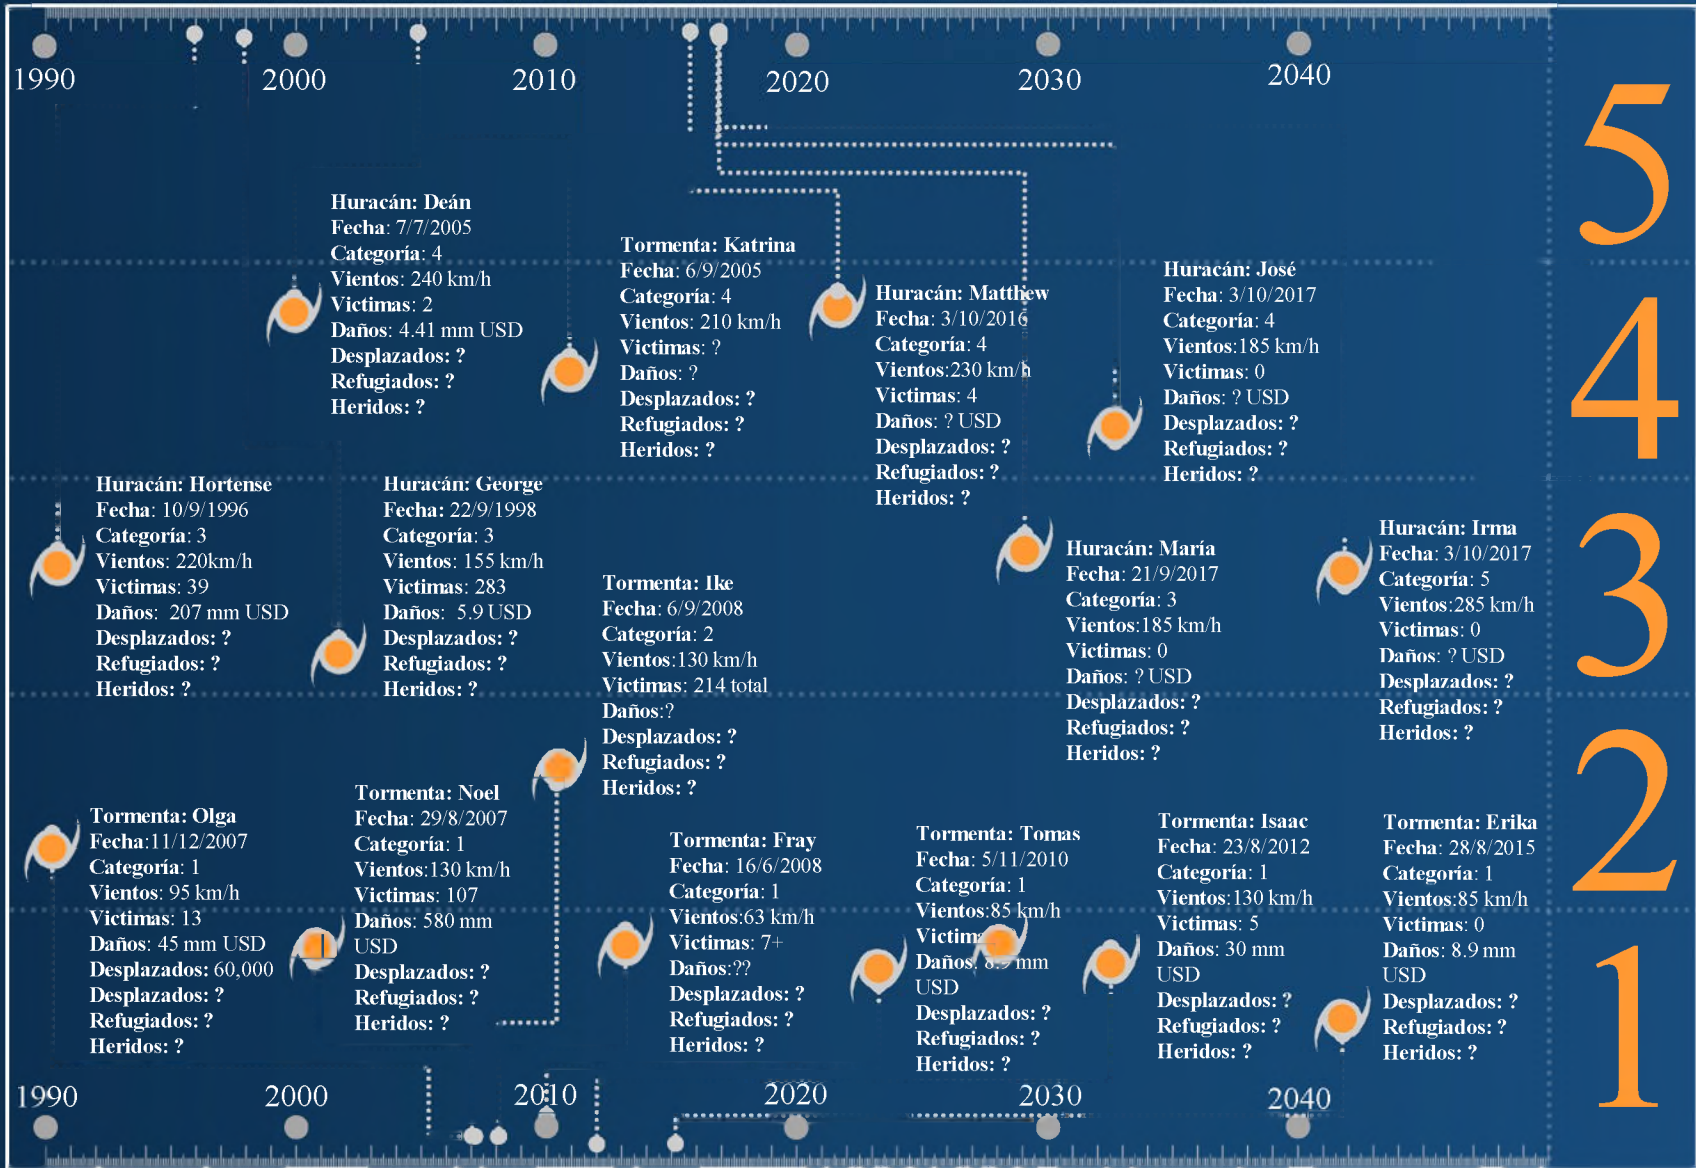 1990
2000
2010
2020
2030
2040
5
4
3
2
1
Huracán: Deán
Fecha: 7/7/2005
Categoría: 4
Vientos: 240 km/h
Victimas: 2
Daños: 4.41 mm USD
Desplazados: ?
Refugiados: ?
Heridos: ?
Tormenta: Katrina
Fecha: 6/9/2005
Categoría: 4
Vientos: 210 km/h
Victimas: ?
Daños: ?
Desplazados: ?
Refugiados: ?
Heridos: ?
Huracán: Matthew
Fecha: 3/10/2016
Categoría: 4
Vientos:230 km/h
Victimas: 4
Daños: ? USD
Desplazados: ?
Refugiados: ?
Heridos: ?
Huracán: José
Fecha: 3/10/2017
Categoría: 4
Vientos:185 km/h
Victimas: 0
Daños: ? USD
Desplazados: ?
Refugiados: ?
Heridos: ?
Huracán: Hortense
Fecha: 10/9/1996
Categoría: 3
Vientos: 220km/h
Victimas: 39
Daños: 207 mm USD
Desplazados: ?
Refugiados: ?
Heridos: ?
Huracán: George
Fecha: 22/9/1998
Categoría: 3
Vientos: 155 km/h
Victimas: 283
Daños: 5.9 USD
Desplazados: ?
Refugiados: ?
Heridos: ?
Tormenta: Ike
Fecha: 6/9/2008
Categoría: 2
Vientos:130 km/h
Victimas: 214 total
Daños:?
Desplazados: ?
Refugiados: ?
Heridos: ?
Huracán: María
Fecha: 21/9/2017
Categoría: 3
Vientos:185 km/h
Victimas: 0
Daños: ? USD
Desplazados: ?
Refugiados: ?
Heridos: ?
Huracán: Irma
Fecha: 3/10/2017
Categoría: 5
Vientos:285 km/h
Victimas: 0
Daños: ? USD
Desplazados: ?
Refugiados: ?
Heridos: ?
Tormenta: Olga
Fecha:11/12/2007
Categoría: 1
Vientos: 95 km/h
Victimas: 13
Daños: 45 mm USD
Desplazados: 60,000
Desplazados: ?
Refugiados: ?
Heridos: ?
Tormenta: Noel
Fecha: 29/8/2007
Categoría: 1
Vientos:130 km/h
Victimas: 107
Daños: 580 mm
USD
Desplazados: ?
Refugiados: ?
Heridos: ?
Tormenta: Fray
Fecha: 16/6/2008
Categoría: 1
Vientos:63 km/h
Victimas: 7+
Daños:??
Desplazados: ?
Refugiados: ?
Heridos: ?
Tormenta: Tomas
Fecha: 5/11/2010
Categoría: 1
Vientos:85 km/h
Daños: 8.9 mm
USD
Desplazados: ?
Refugiados: ?
Heridos: ?
Tormenta: Isaac
Fecha: 23/8/2012
Categoría: 1
Vientos:130 km/h
Victimas: 5
Daños: 30 mm
USD
Desplazados: ?
Refugiados: ?
Heridos: ?
Tormenta: Erika
Fecha: 28/8/2015
Categoría: 1
Vientos:85 km/h
Victimas: 0
Daños: 8.9 mm
USD
Desplazados: ?
Refugiados: ?
Heridos: ?
1990
2000
2010
2020
2030
2040